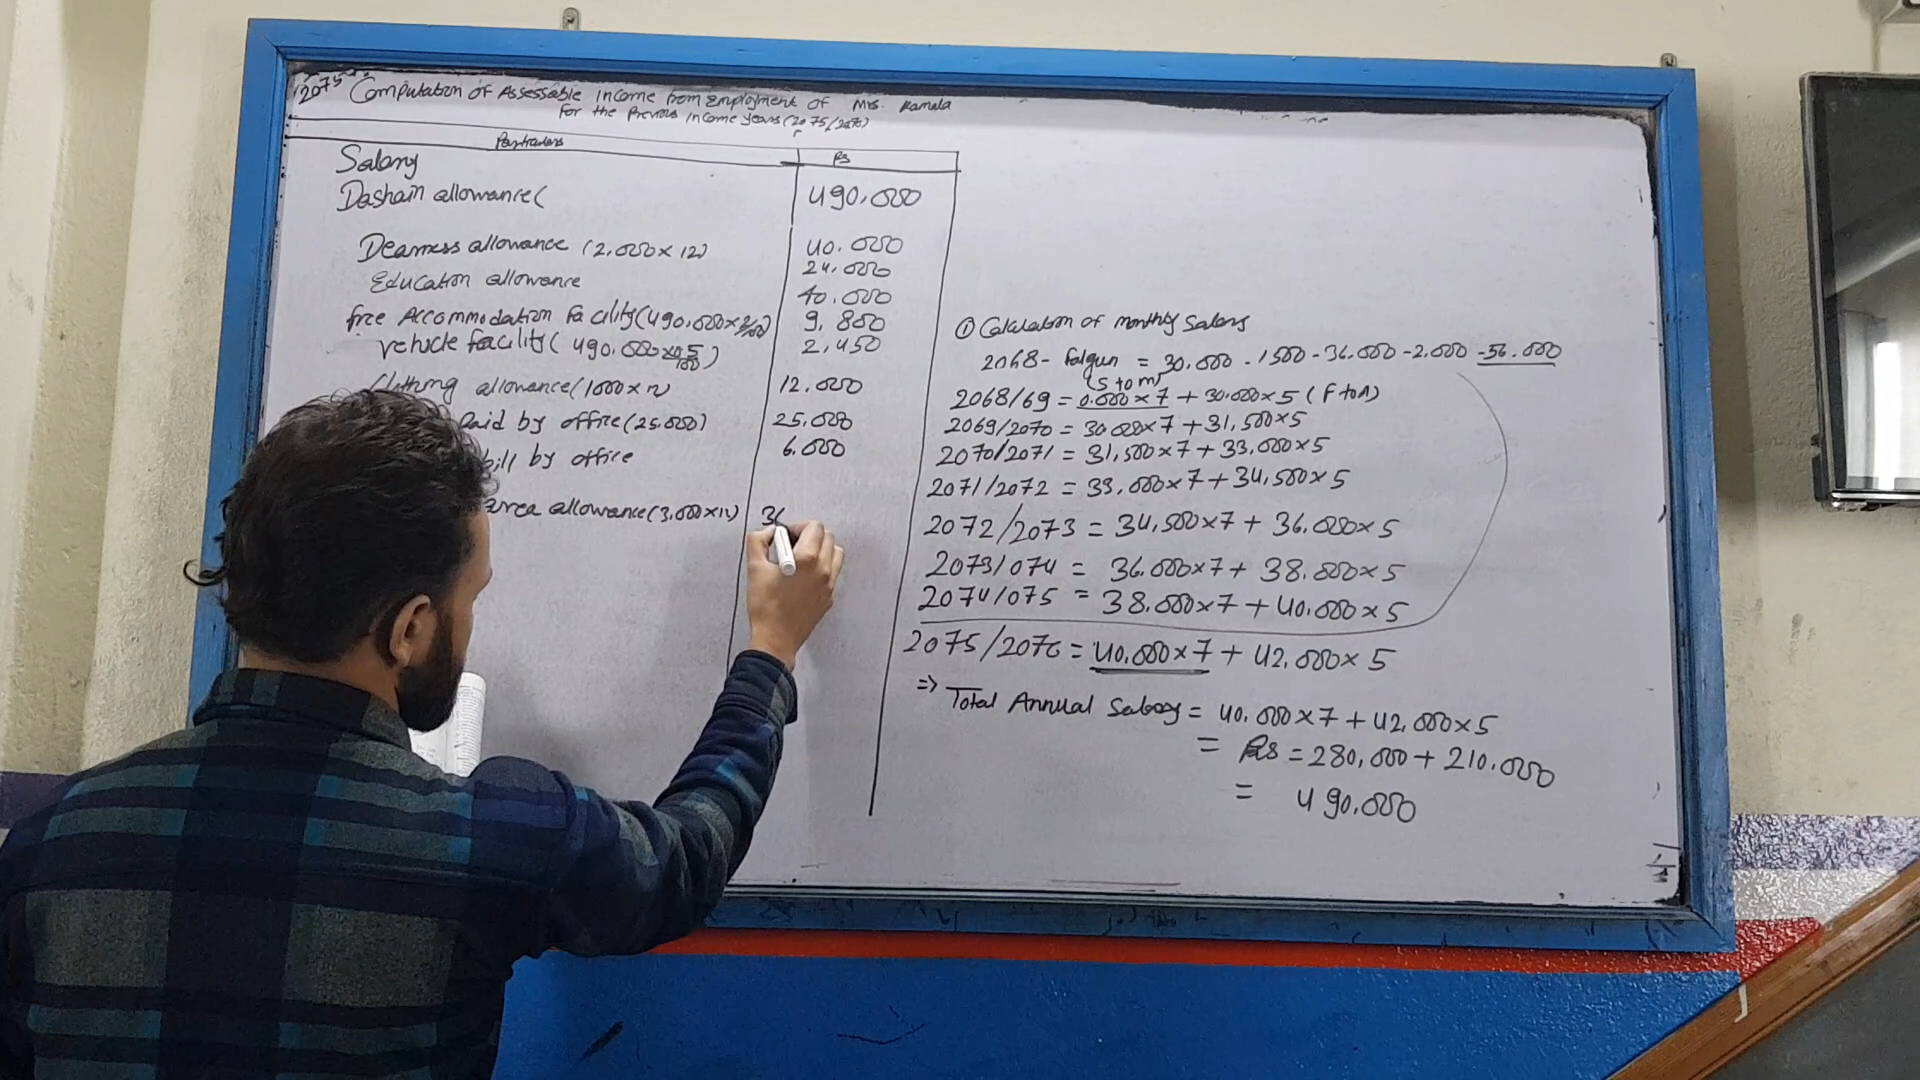 2075 Computation of Assessable income from Employment of Mrs. Kamala
For the Previous income years (2075/2076)
Particulars Rs
Salary 490,000
Dashain allowance( 40.000
Dearness allowance (2.000×12) 24.000
Education allowance 40.000
free Accommodation facility(490,000×2/100) 9,800
vehicle facility( 490.000×0.5/100) 2,450
Clothing allowance(1000×12) 12.000
Paid by office(25.000) 25.000
bill by office 6.000
area allowance(3,000×12) 36
① Calculation of monthly Salary
2068 - Falgun = 30.000 - 1500 - 36.000 - 2.000 - 56.000
(S to m)
2068/69 = 0.000 × 7 + 30.000×5 (F to A)
2069/2070 = 30000×7 + 31,500×5
2070/2071 = 31,500×7 + 33,000×5
2071/2072 = 33,000×7 + 34,500×5
2072/2073 = 34,500×7 + 36.000×5
2073/074 = 36.000×7 + 38.000×5
2074/075 = 38.000×7 + 40.000×5
2075/2076 = 40.000×7 + 42.000×5
=> Total Annual Salary = 40.000×7 + 42,000×5
= Rs = 280,000 + 210.000
= 490.000